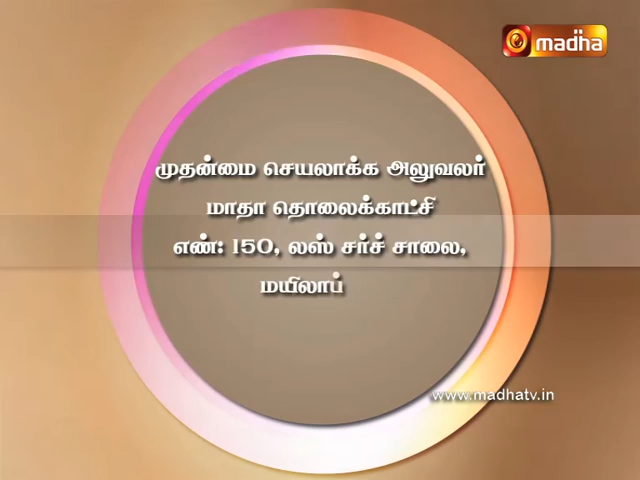 madha
முதன்மை செயலாக்க அலுவலர்
மாதா தொலைக்காட்சி
எண்: 150, லஸ் சர்ச் சாலை,
மயிலாப்
www.madhatv.in